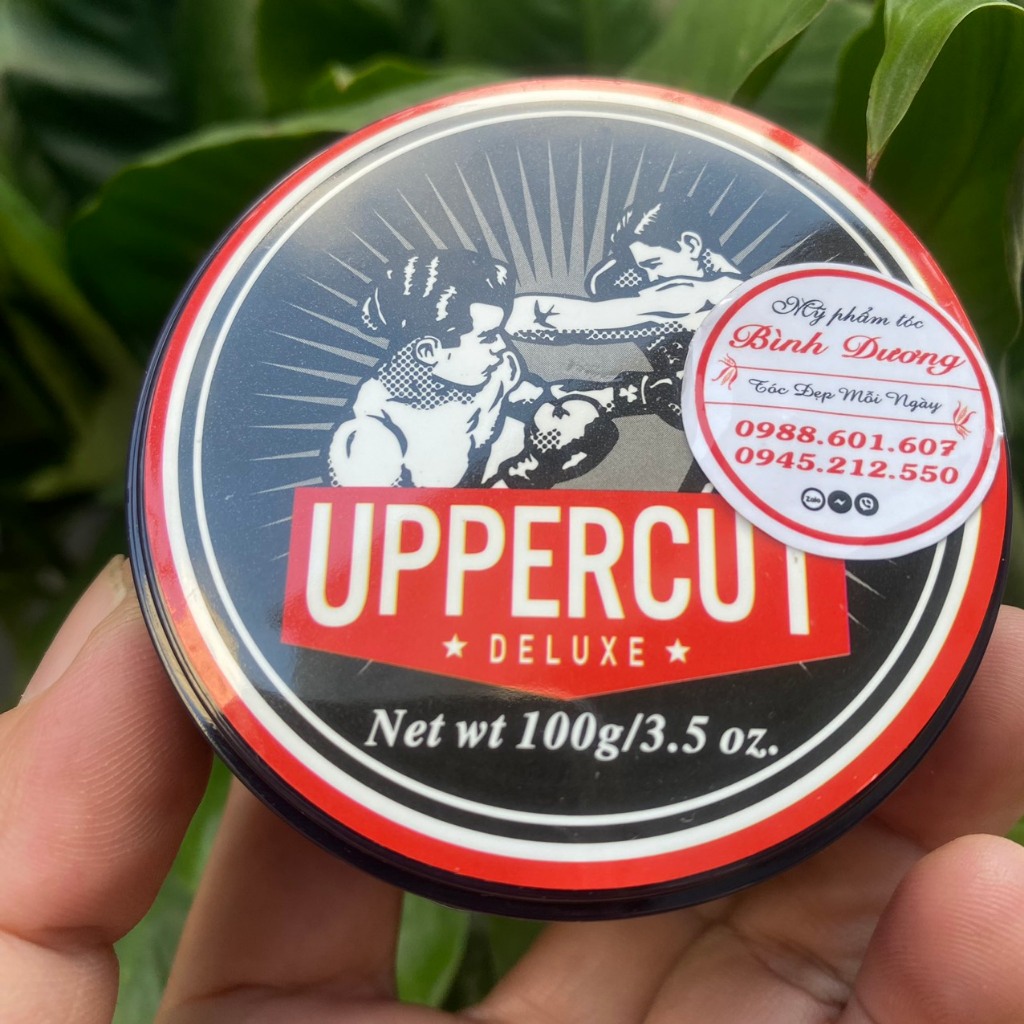 Mỹ phẩm tóc
Bình Dương
Tóc Đẹp Mỗi Ngày
0988.601.607
0945.212.550
Zalo
UPPERCUT
DELUXE
Net wt 100g/3.5 oz.